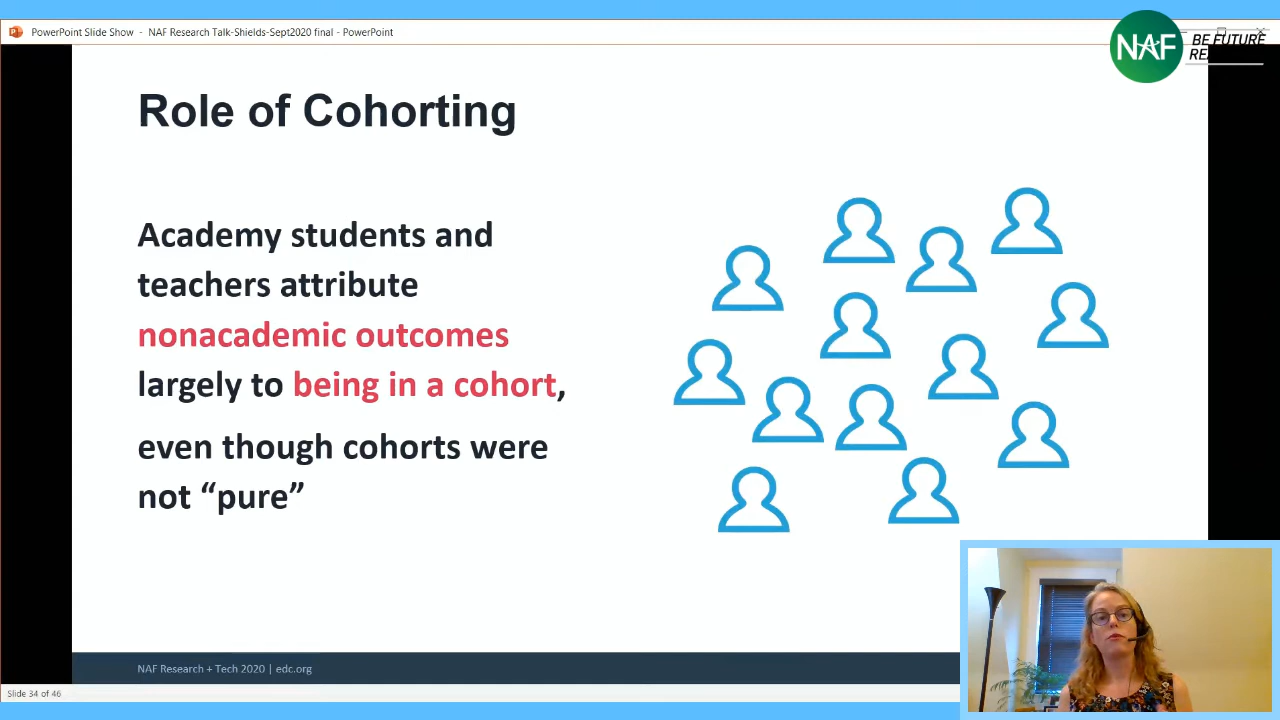 PowerPoint Slide Show - NAF Research Talk-Shields-Sept2020 final - PowerPoint
NAF
BE FUTURE
Role of Cohorting
Academy students and
teachers attribute
nonacademic outcomes
largely to being in a cohort,
even though cohorts were
not “pure”
NAF Research + Tech 2020 | edc.org
Slide 34 of 46